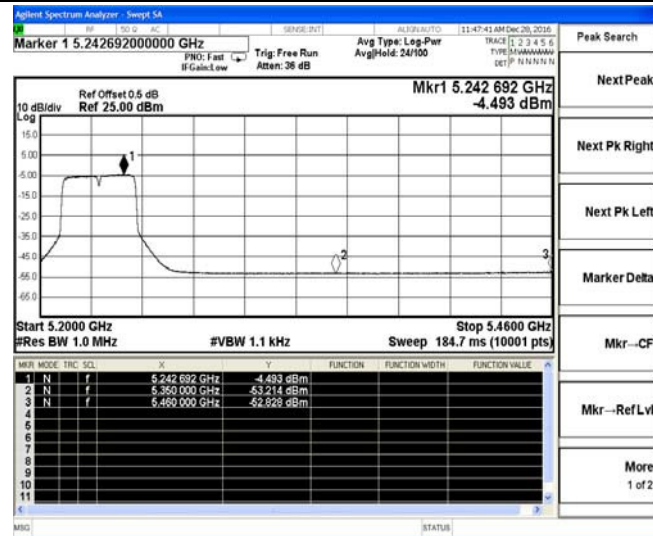 Agilent Spectrum Analyzer - Swept SA
RF 50 Ω AC SENSE:INT ALIGN AUTO 11:47:41 AM Dec 28, 2016
Marker 1 5.242692000000 GHz
PNO: Fast Trig: Free Run
IFGain:Low Atten: 36 dB
Avg Type: Log-Pwr
Avg|Hold: 24/100
TRACE 1 2 3 4 5 6
TYPE MWWWWW
DET P NNNNN
Ref Offset 0.5 dB
10 dB/div Ref 25.00 dBm
Log
Mkr1 5.242 692 GHz
-4.493 dBm
15.0
5.00
-5.00
-15.0
-25.0
-35.0
-45.0
-55.0
-65.0
1
2
3
Start 5.2000 GHz Stop 5.4600 GHz
#Res BW 1.0 MHz #VBW 1.1 kHz Sweep 184.7 ms (10001 pts)
MKR MODE TRC SCL X Y FUNCTION FUNCTION WIDTH FUNCTION VALUE
1 N f 5.242 692 GHz -4.493 dBm
2 N f 5.350 000 GHz -53.214 dBm
3 N f 5.460 000 GHz -52.828 dBm
4
5
6
7
8
9
10
11
MSG STATUS
Peak Search
Next Peak
Next Pk Right
Next Pk Left
Marker Delta
Mkr→CF
Mkr→Ref Lvl
More
1 of 2